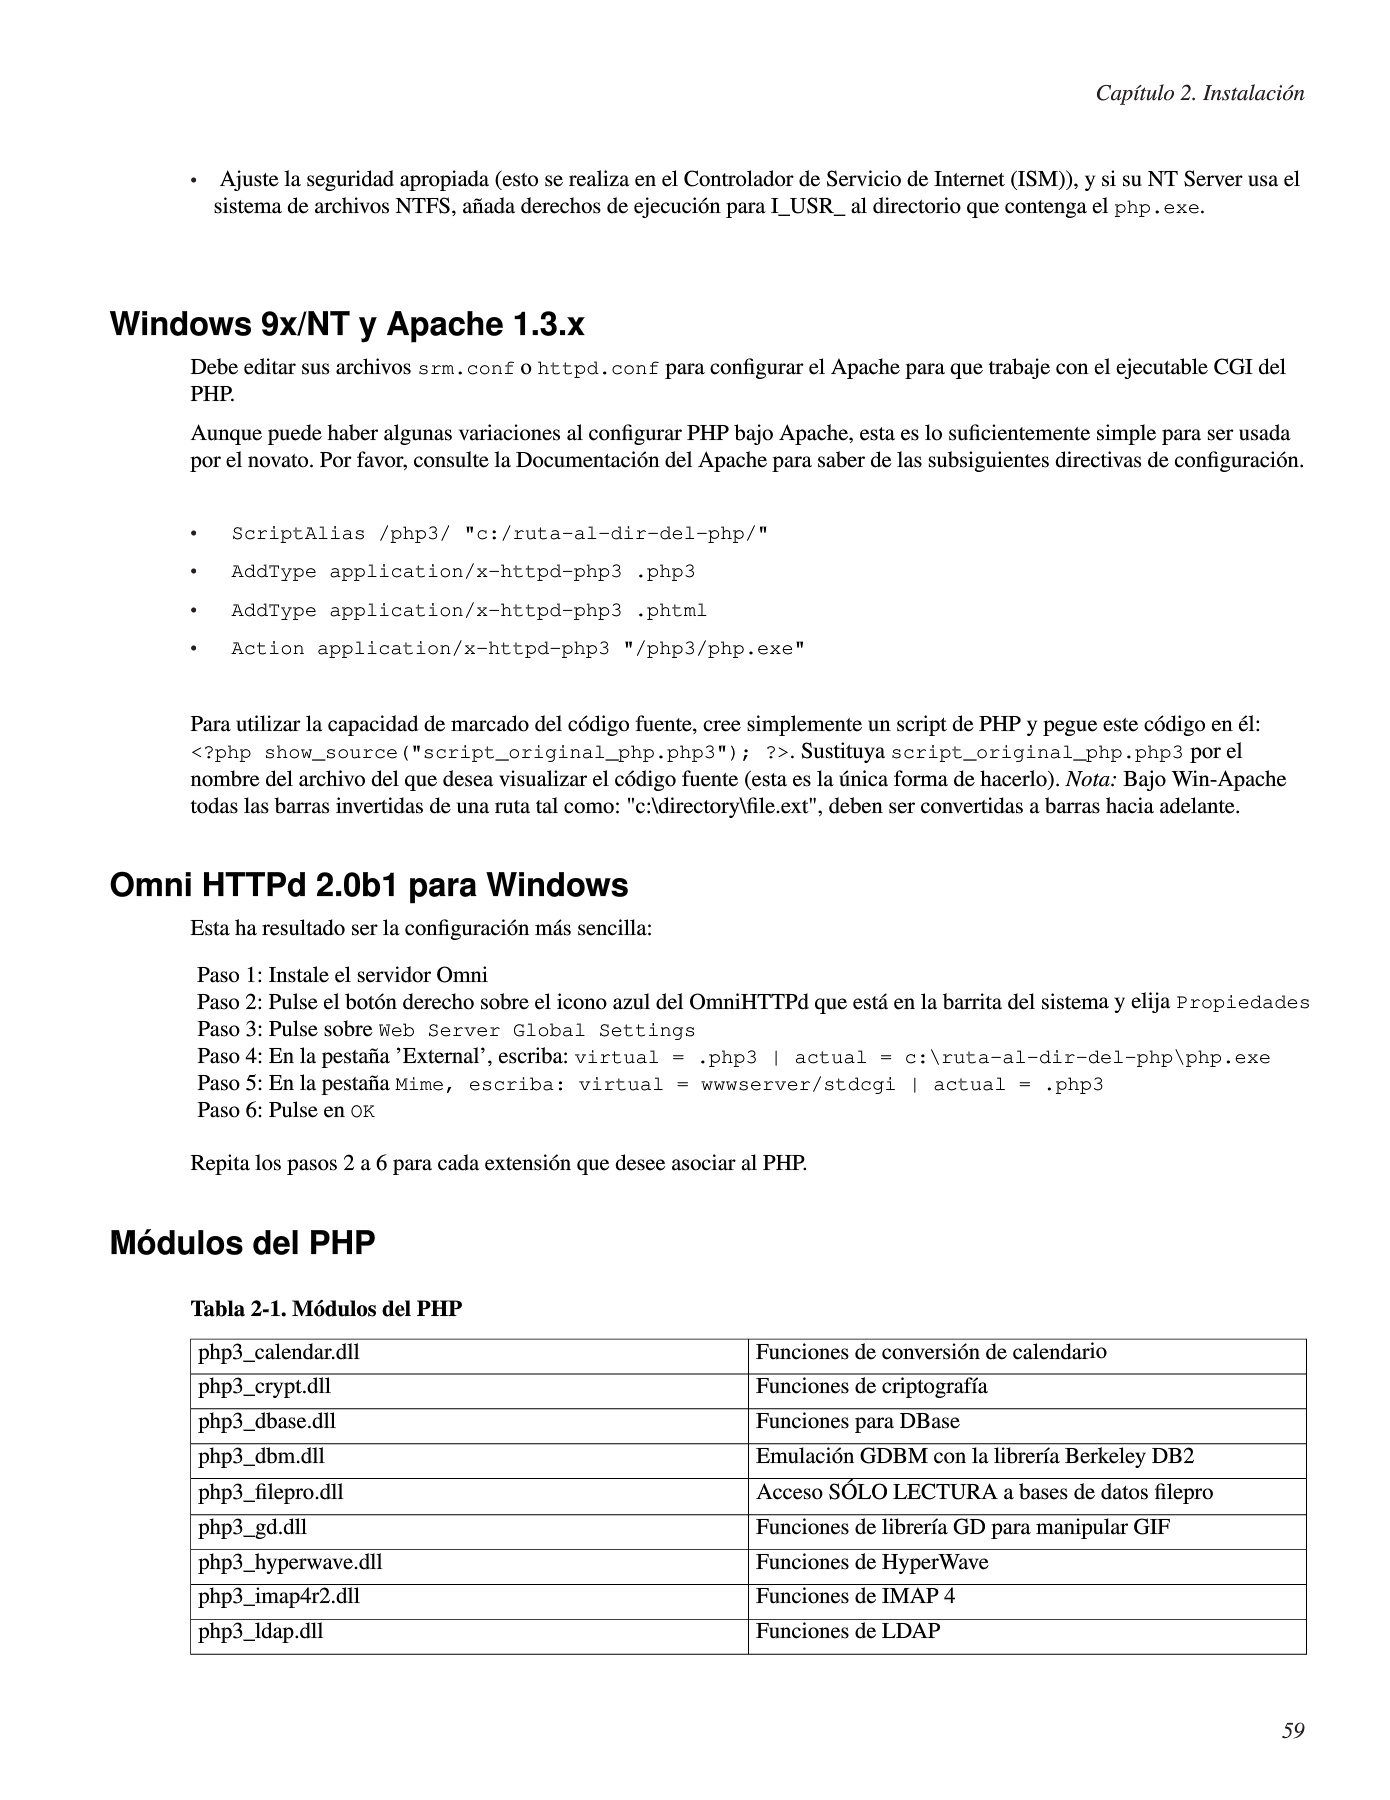 Capítulo 2. Instalación
• Ajuste la seguridad apropiada (esto se realiza en el Controlador de Servicio de Internet (ISM)), y si su NT Server usa el
sistema de archivos NTFS, añada derechos de ejecución para I_USR_ al directorio que contenga el php.exe.
Windows 9x/NT y Apache 1.3.x
Debe editar sus archivos srm.conf o httpd.conf para configurar el Apache para que trabaje con el ejecutable CGI del
PHP.
Aunque puede haber algunas variaciones al configurar PHP bajo Apache, esta es lo suficientemente simple para ser usada
por el novato. Por favor, consulte la Documentación del Apache para saber de las subsiguientes directivas de configuración.
• ScriptAlias /php3/ "c:/ruta-al-dir-del-php/"
• AddType application/x-httpd-php3 .php3
• AddType application/x-httpd-php3 .phtml
• Action application/x-httpd-php3 "/php3/php.exe"
Para utilizar la capacidad de marcado del código fuente, cree simplemente un script de PHP y pegue este código en él:
<?php show_source("script_original_php.php3"); ?>. Sustituya script_original_php.php3 por el
nombre del archivo del que desea visualizar el código fuente (esta es la única forma de hacerlo). Nota: Bajo Win-Apache
todas las barras invertidas de una ruta tal como: "c:\directory\file.ext", deben ser convertidas a barras hacia adelante.
Omni HTTPd 2.0b1 para Windows
Esta ha resultado ser la configuración más sencilla:
Paso 1: Instale el servidor Omni
Paso 2: Pulse el botón derecho sobre el icono azul del OmniHTTPd que está en la barrita del sistema y elija Propiedades
Paso 3: Pulse sobre Web Server Global Settings
Paso 4: En la pestaña ’External’, escriba: virtual = .php3 | actual = c:\ruta-al-dir-del-php\php.exe
Paso 5: En la pestaña Mime, escriba: virtual = wwwserver/stdcgi | actual = .php3
Paso 6: Pulse en OK
Repita los pasos 2 a 6 para cada extensión que desee asociar al PHP.
Módulos del PHP
Tabla 2-1. Módulos del PHP
php3_calendar.dll Funciones de conversión de calendario
php3_crypt.dll Funciones de criptografía
php3_dbase.dll Funciones para DBase
php3_dbm.dll Emulación GDBM con la librería Berkeley DB2
php3_filepro.dll Acceso SÓLO LECTURA a bases de datos filepro
php3_gd.dll Funciones de librería GD para manipular GIF
php3_hyperwave.dll Funciones de HyperWave
php3_imap4r2.dll Funciones de IMAP 4
php3_ldap.dll Funciones de LDAP
59